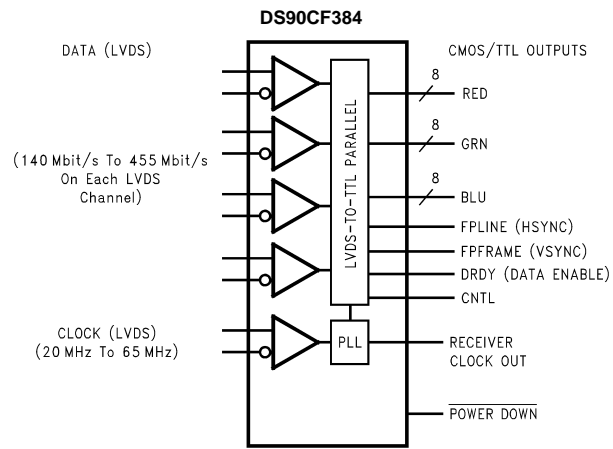 DS90CF384
DATA (LVDS)
CMOS/TTL OUTPUTS
8
RED
8
GRN
(140 Mbit/s To 455 Mbit/s
On Each LVDS
Channel)
LVDS-TO-TTL PARALLEL
8
BLU
FPLINE (HSYNC)
FPFRAME (VSYNC)
DRDY (DATA ENABLE)
CNTL
CLOCK (LVDS)
(20 MHz To 65 MHz)
PLL
RECEIVER
CLOCK OUT
POWER DOWN